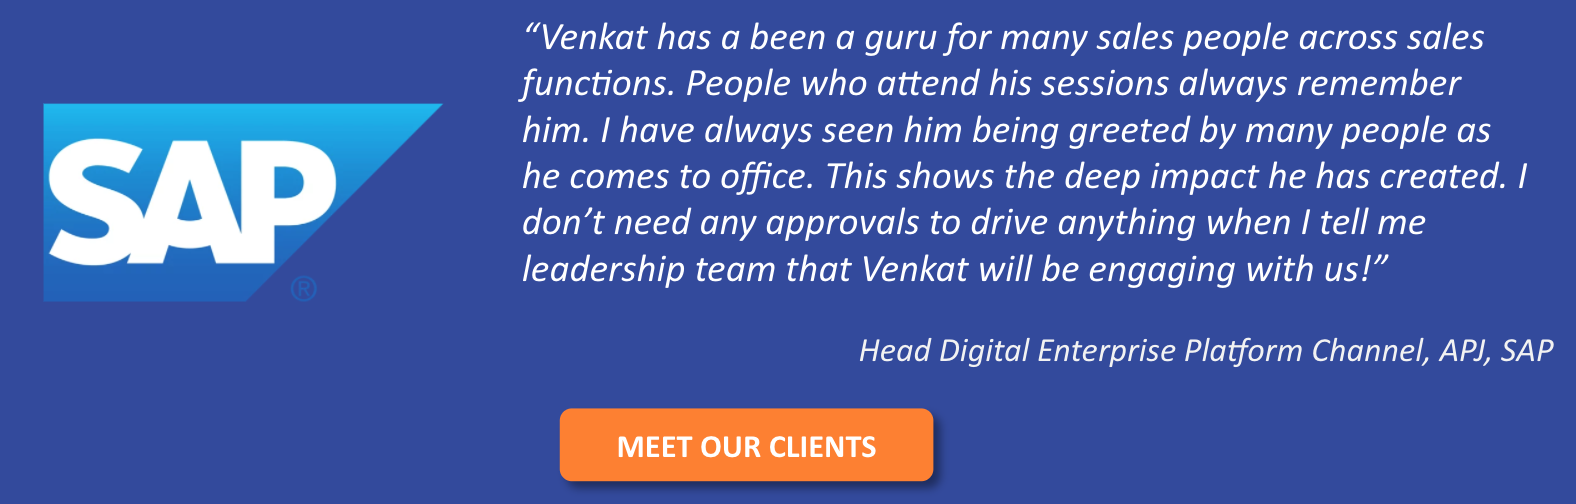 “Venkat has a been a guru for many sales people across sales
functions. People who attend his sessions always remember
him. I have always seen him being greeted by many people as
he comes to office. This shows the deep impact he has created. I
don’t need any approvals to drive anything when I tell me
leadership team that Venkat will be engaging with us!”
SAP
®
Head Digital Enterprise Platform Channel, APJ, SAP
MEET OUR CLIENTS